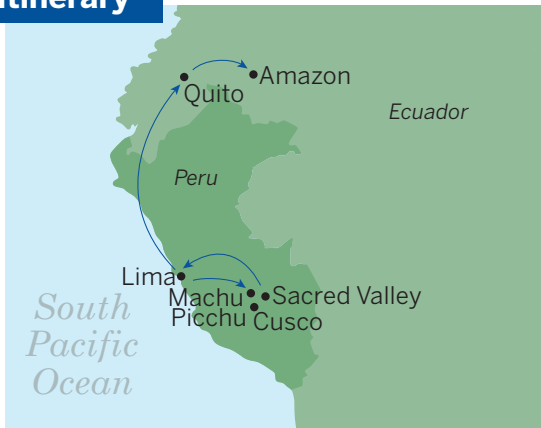 Itinerary
Quito
Amazon
Ecuador
Peru
Lima
Machu
Picchu
Sacred Valley
Cusco
South
Pacific
Ocean